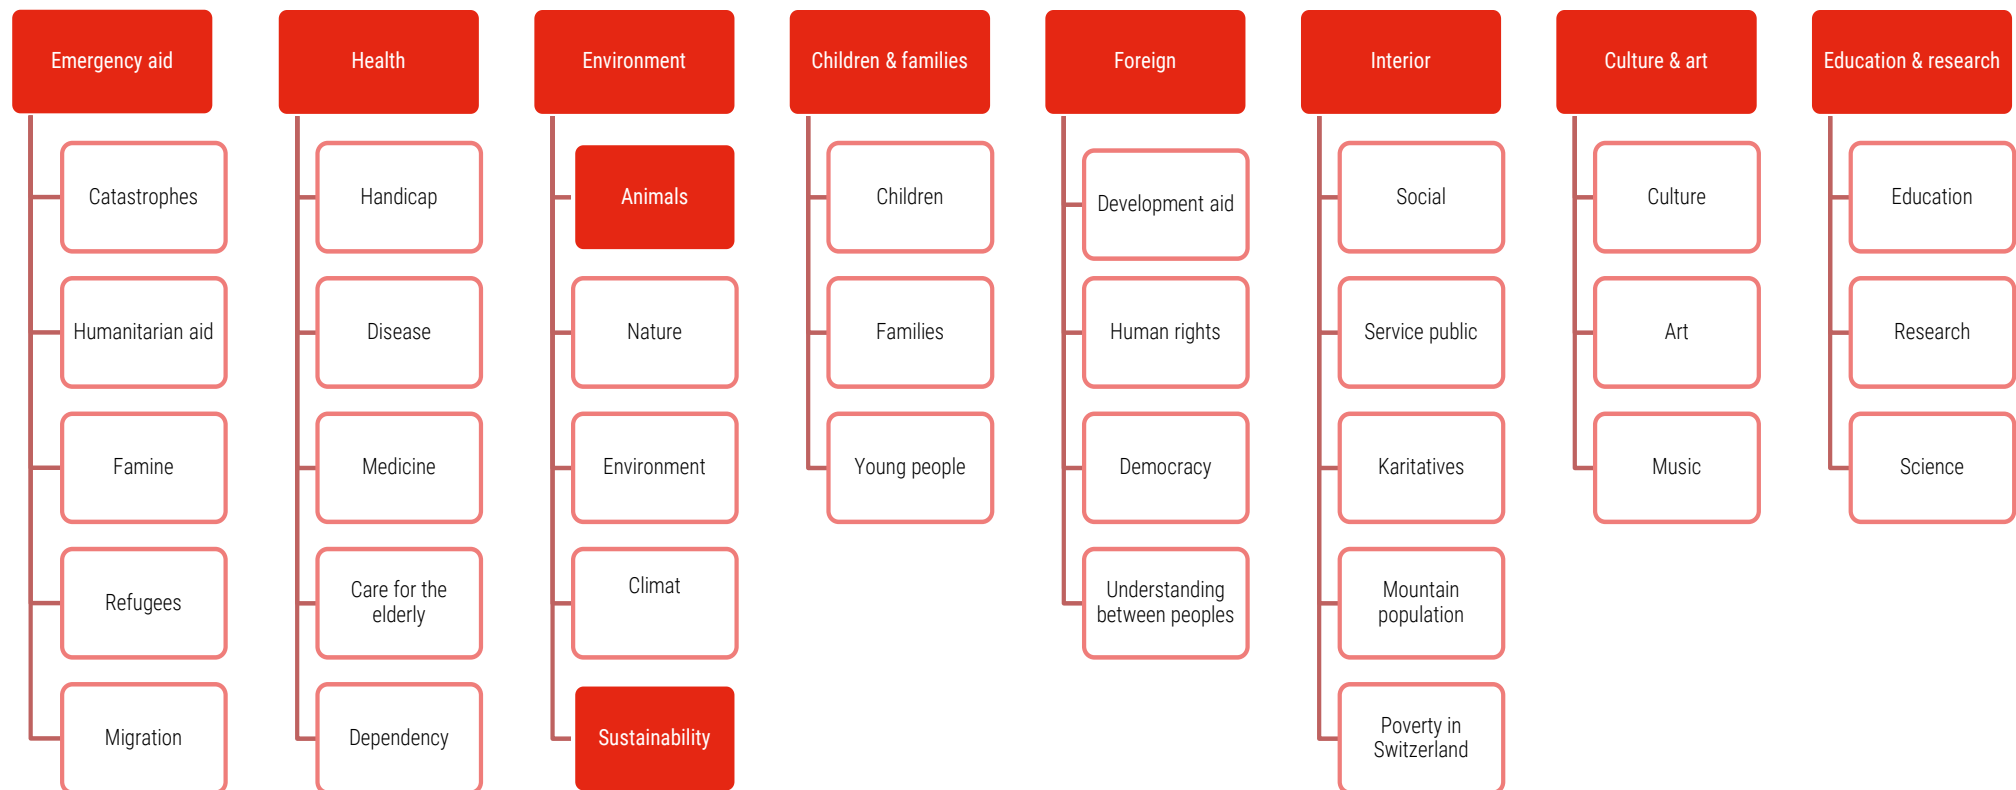 Emergency aid
Catastrophes
Humanitarian aid
Famine
Refugees
Migration
Health
Handicap
Disease
Medicine
Care for the
elderly
Dependency
Environment
Animals
Nature
Environment
Climat
Sustainability
Children & families
Children
Families
Young people
Foreign
Development aid
Human rights
Democracy
Understanding
between peoples
Interior
Social
Service public
Karitatives
Mountain
population
Poverty in
Switzerland
Culture & art
Culture
Art
Music
Education & research
Education
Research
Science